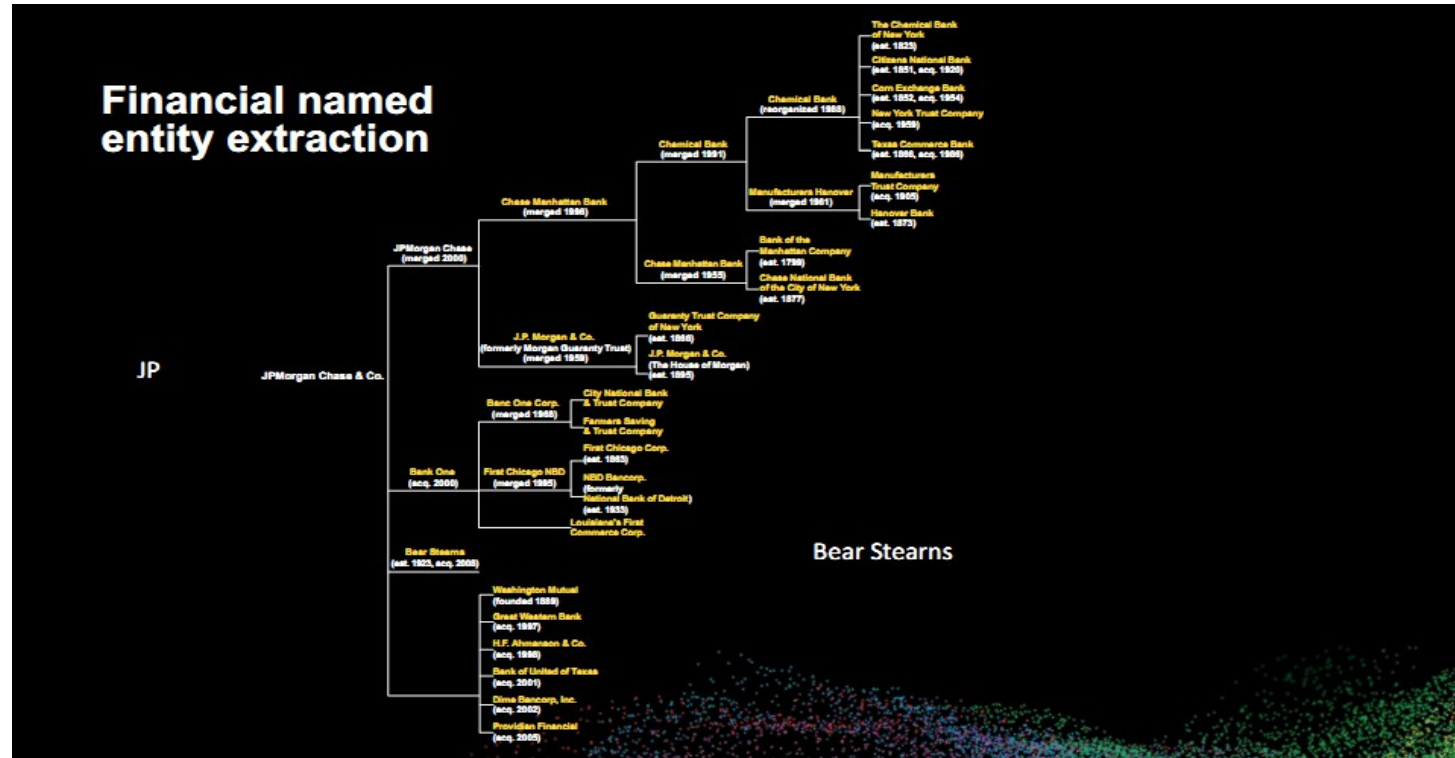 Financial named
entity extraction
The Chemical Bank
of New York
(est. 1823)
Citizens National Bank
(est. 1851, acq. 1920)
Corn Exchange Bank
(est. 1852, acq. 1954)
New York Trust Company
(acq. 1959)
Texas Commerce Bank
(est. 1866, acq. 1986)
Chemical Bank
(reorganized 1988)
Chemical Bank
(merged 1991)
Manufacturers
Trust Company
(acq. 1905)
Hanover Bank
(est. 1873)
Manufacturers Hanover
(merged 1961)
Chase Manhattan Bank
(merged 1996)
Bank of the
Manhattan Company
(est. 1799)
Chase National Bank
of the City of New York
(est. 1877)
Chase Manhattan Bank
(merged 1955)
JPMorgan Chase
(merged 2000)
Guaranty Trust Company
of New York
(est. 1866)
J.P. Morgan & Co.
(The House of Morgan)
(est. 1895)
J.P. Morgan & Co.
(formerly Morgan Guaranty Trust)
(merged 1959)
JP
JPMorgan Chase & Co.
City National Bank
& Trust Company
Farmers Saving
& Trust Company
Banc One Corp.
(merged 1968)
First Chicago Corp.
(est. 1863)
NBD Bancorp.
(formerly
National Bank of Detroit)
(est. 1933)
Bank One
(acq. 2000)
First Chicago NBD
(merged 1995)
Louisiana's First
Commerce Corp.
Bear Stearns
(est. 1923, acq. 2008)
Bear Stearns
Washington Mutual
(founded 1889)
Great Western Bank
(acq. 1997)
H.F. Ahmanson & Co.
(acq. 1998)
Bank of United of Texas
(acq. 2001)
Dime Bancorp, Inc.
(acq. 2002)
Providian Financial
(acq. 2005)